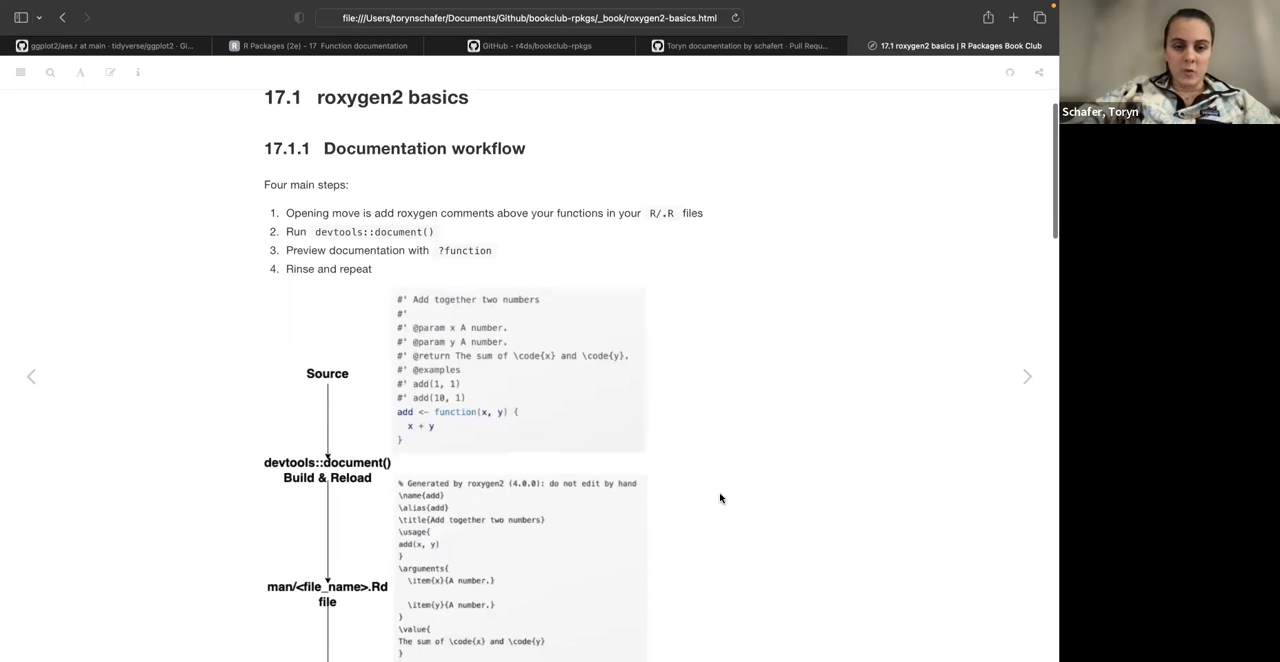 file:///Users/torynschafer/Documents/Github/bookclub-rpkgs/_book/roxygen2-basics.html
ggplot2/aes.r at main · tidyverse/ggplot2 · Gi...
R Packages (2e) - 17 Function documentation
GitHub - r4ds/bookclub-rpkgs
Toryn documentation by schafert · Pull Requ...
17.1 roxygen2 basics | R Packages Book Club
Schafer, Toryn
17.1 roxygen2 basics
17.1.1 Documentation workflow
Four main steps:
1. Opening move is add roxygen comments above your functions in your R/.R files
2. Run devtools::document()
3. Preview documentation with ?function
4. Rinse and repeat
#' Add together two numbers
#'
#' @param x A number.
#' @param y A number.
#' @return The sum of \code{x} and \code{y}.
#' @examples
#' add(1, 1)
#' add(10, 1)
add <- function(x, y) {
x + y
}
Source
devtools::document()
Build & Reload
% Generated by roxygen2 (4.0.0): do not edit by hand
\name{add}
\alias{add}
\title{Add together two numbers}
\usage{
add(x, y)
}
\arguments{
\item{x}{A number.}
\item{y}{A number.}
}
\value{
The sum of \code{x} and \code{y}
}
man/<file_name>.Rd
file